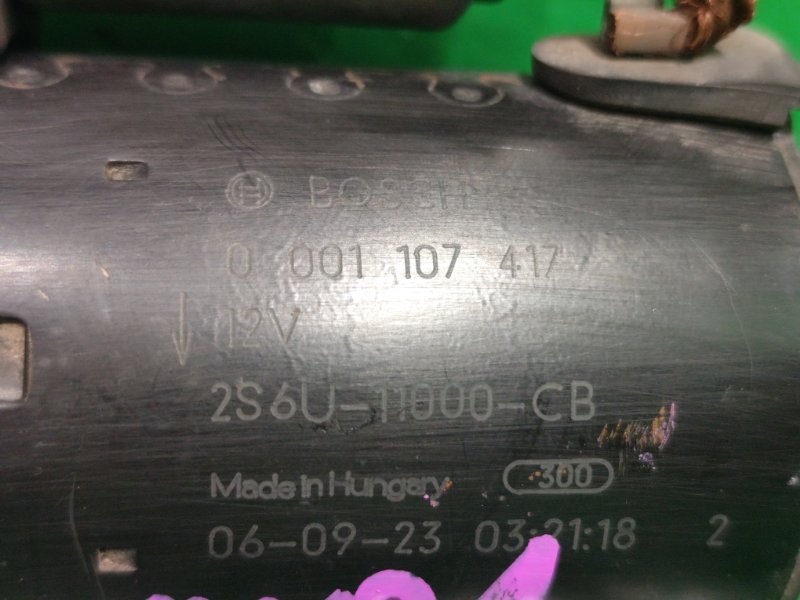 BOSCH
0 001 107 417
12V
2S6U-11000-CB
Made in Hungary 300
06-09-23 03:21:18 2